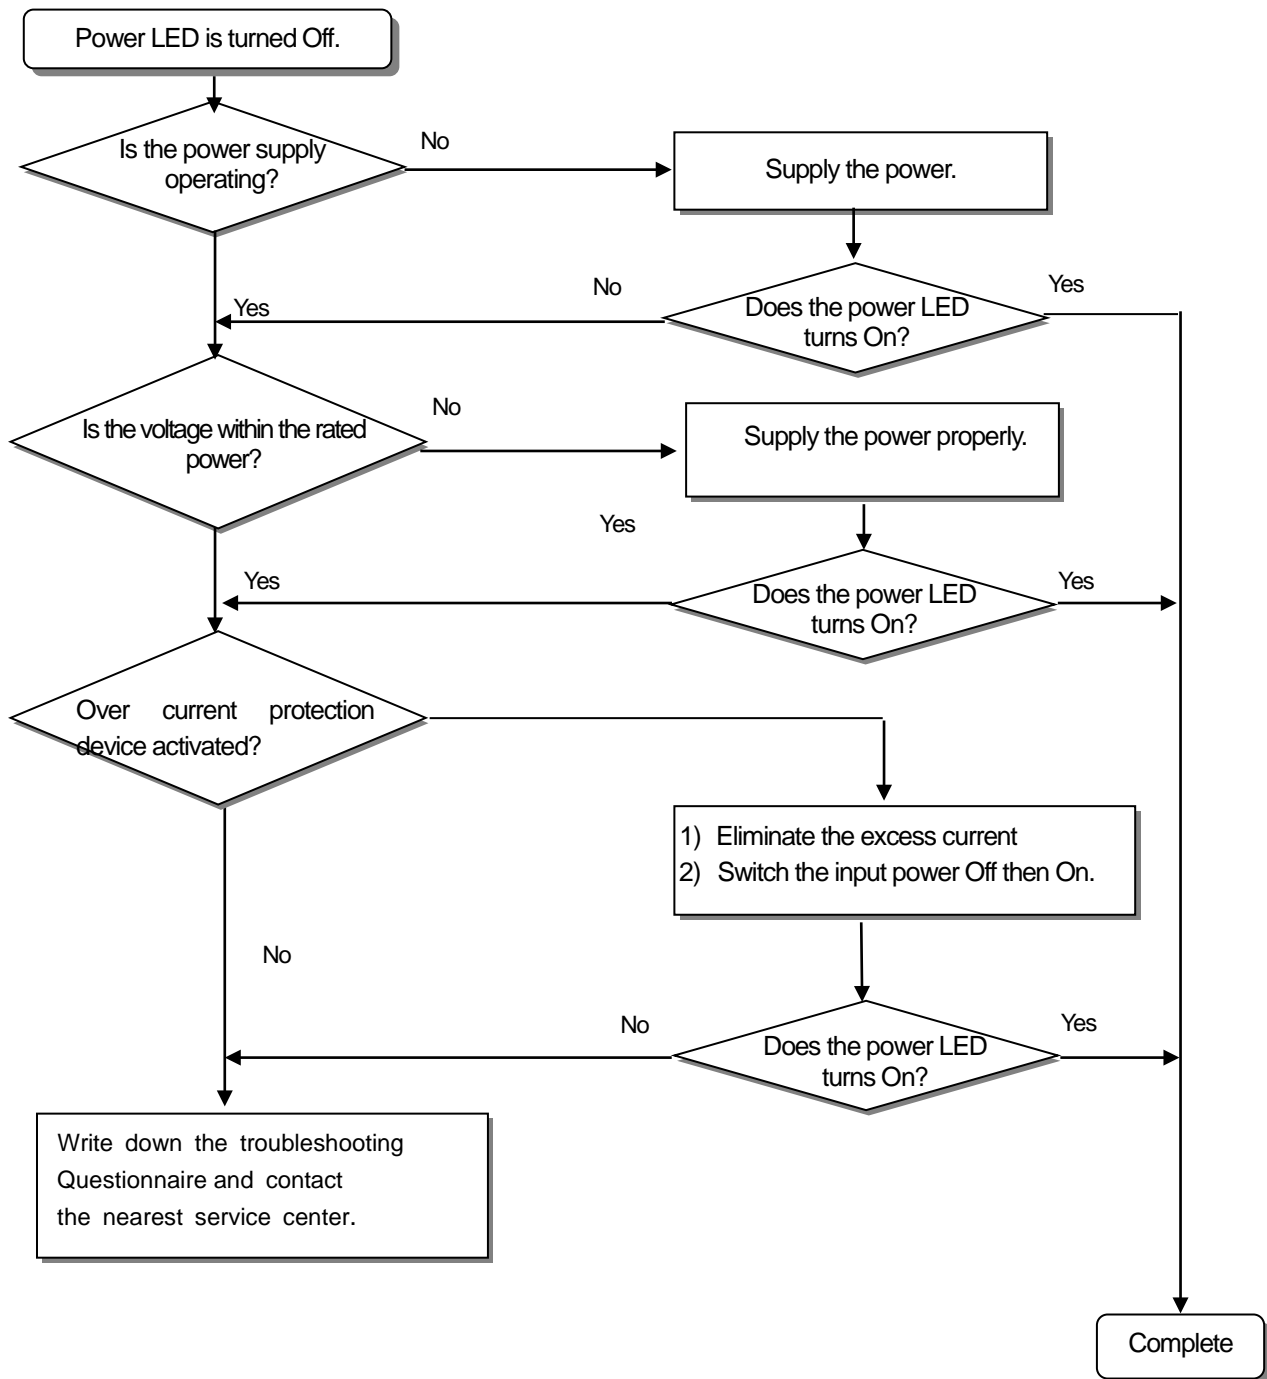 Power LED is turned Off.
Is the power supply
operating?
No
Supply the power.
Does the power LED
turns On?
No
Yes
Yes
Is the voltage within the rated
power?
No
Supply the power properly.
Yes
Does the power LED
turns On?
Yes
Yes
Over current protection
device activated?
1) Eliminate the excess current
2) Switch the input power Off then On.
No
Does the power LED
turns On?
No
Yes
Write down the troubleshooting
Questionnaire and contact
the nearest service center.
Complete